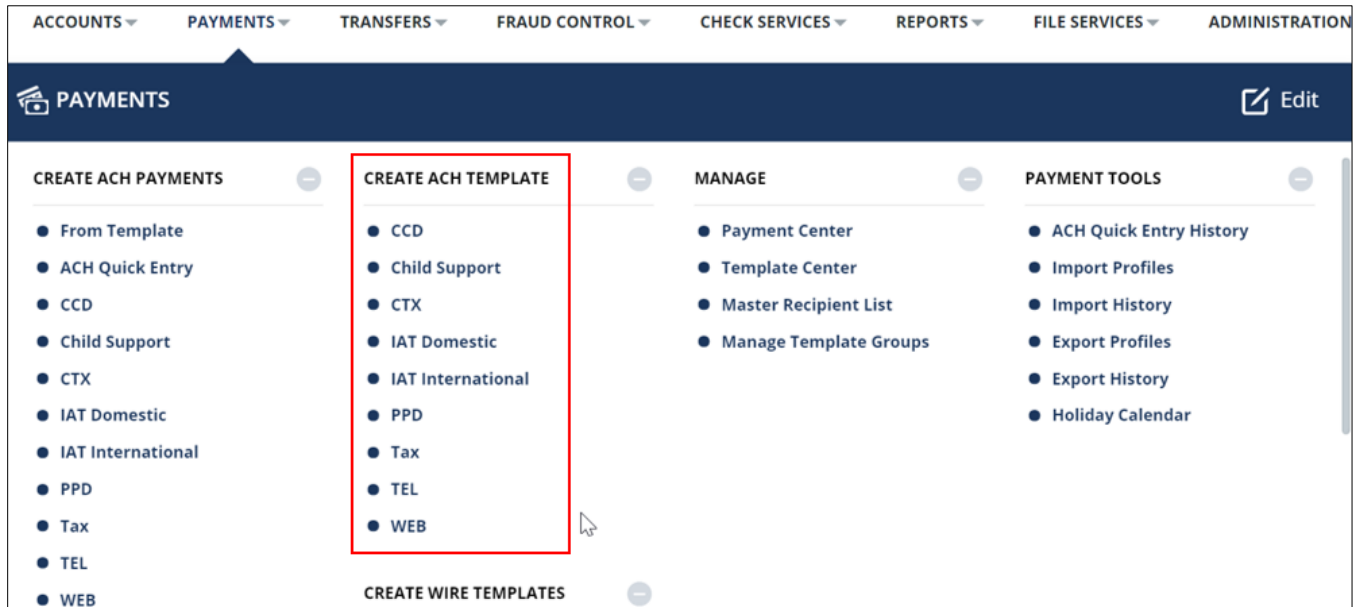 ACCOUNTS PAYMENTS TRANSFERS FRAUD CONTROL CHECK SERVICES REPORTS FILE SERVICES ADMINISTRATION
PAYMENTS
Edit
CREATE ACH PAYMENTS
From Template
ACH Quick Entry
CCD
Child Support
CTX
IAT Domestic
IAT International
PPD
Tax
TEL
WEB
CREATE ACH TEMPLATE
CCD
Child Support
CTX
IAT Domestic
IAT International
PPD
Tax
TEL
WEB
CREATE WIRE TEMPLATES
MANAGE
Payment Center
Template Center
Master Recipient List
Manage Template Groups
PAYMENT TOOLS
ACH Quick Entry History
Import Profiles
Import History
Export Profiles
Export History
Holiday Calendar